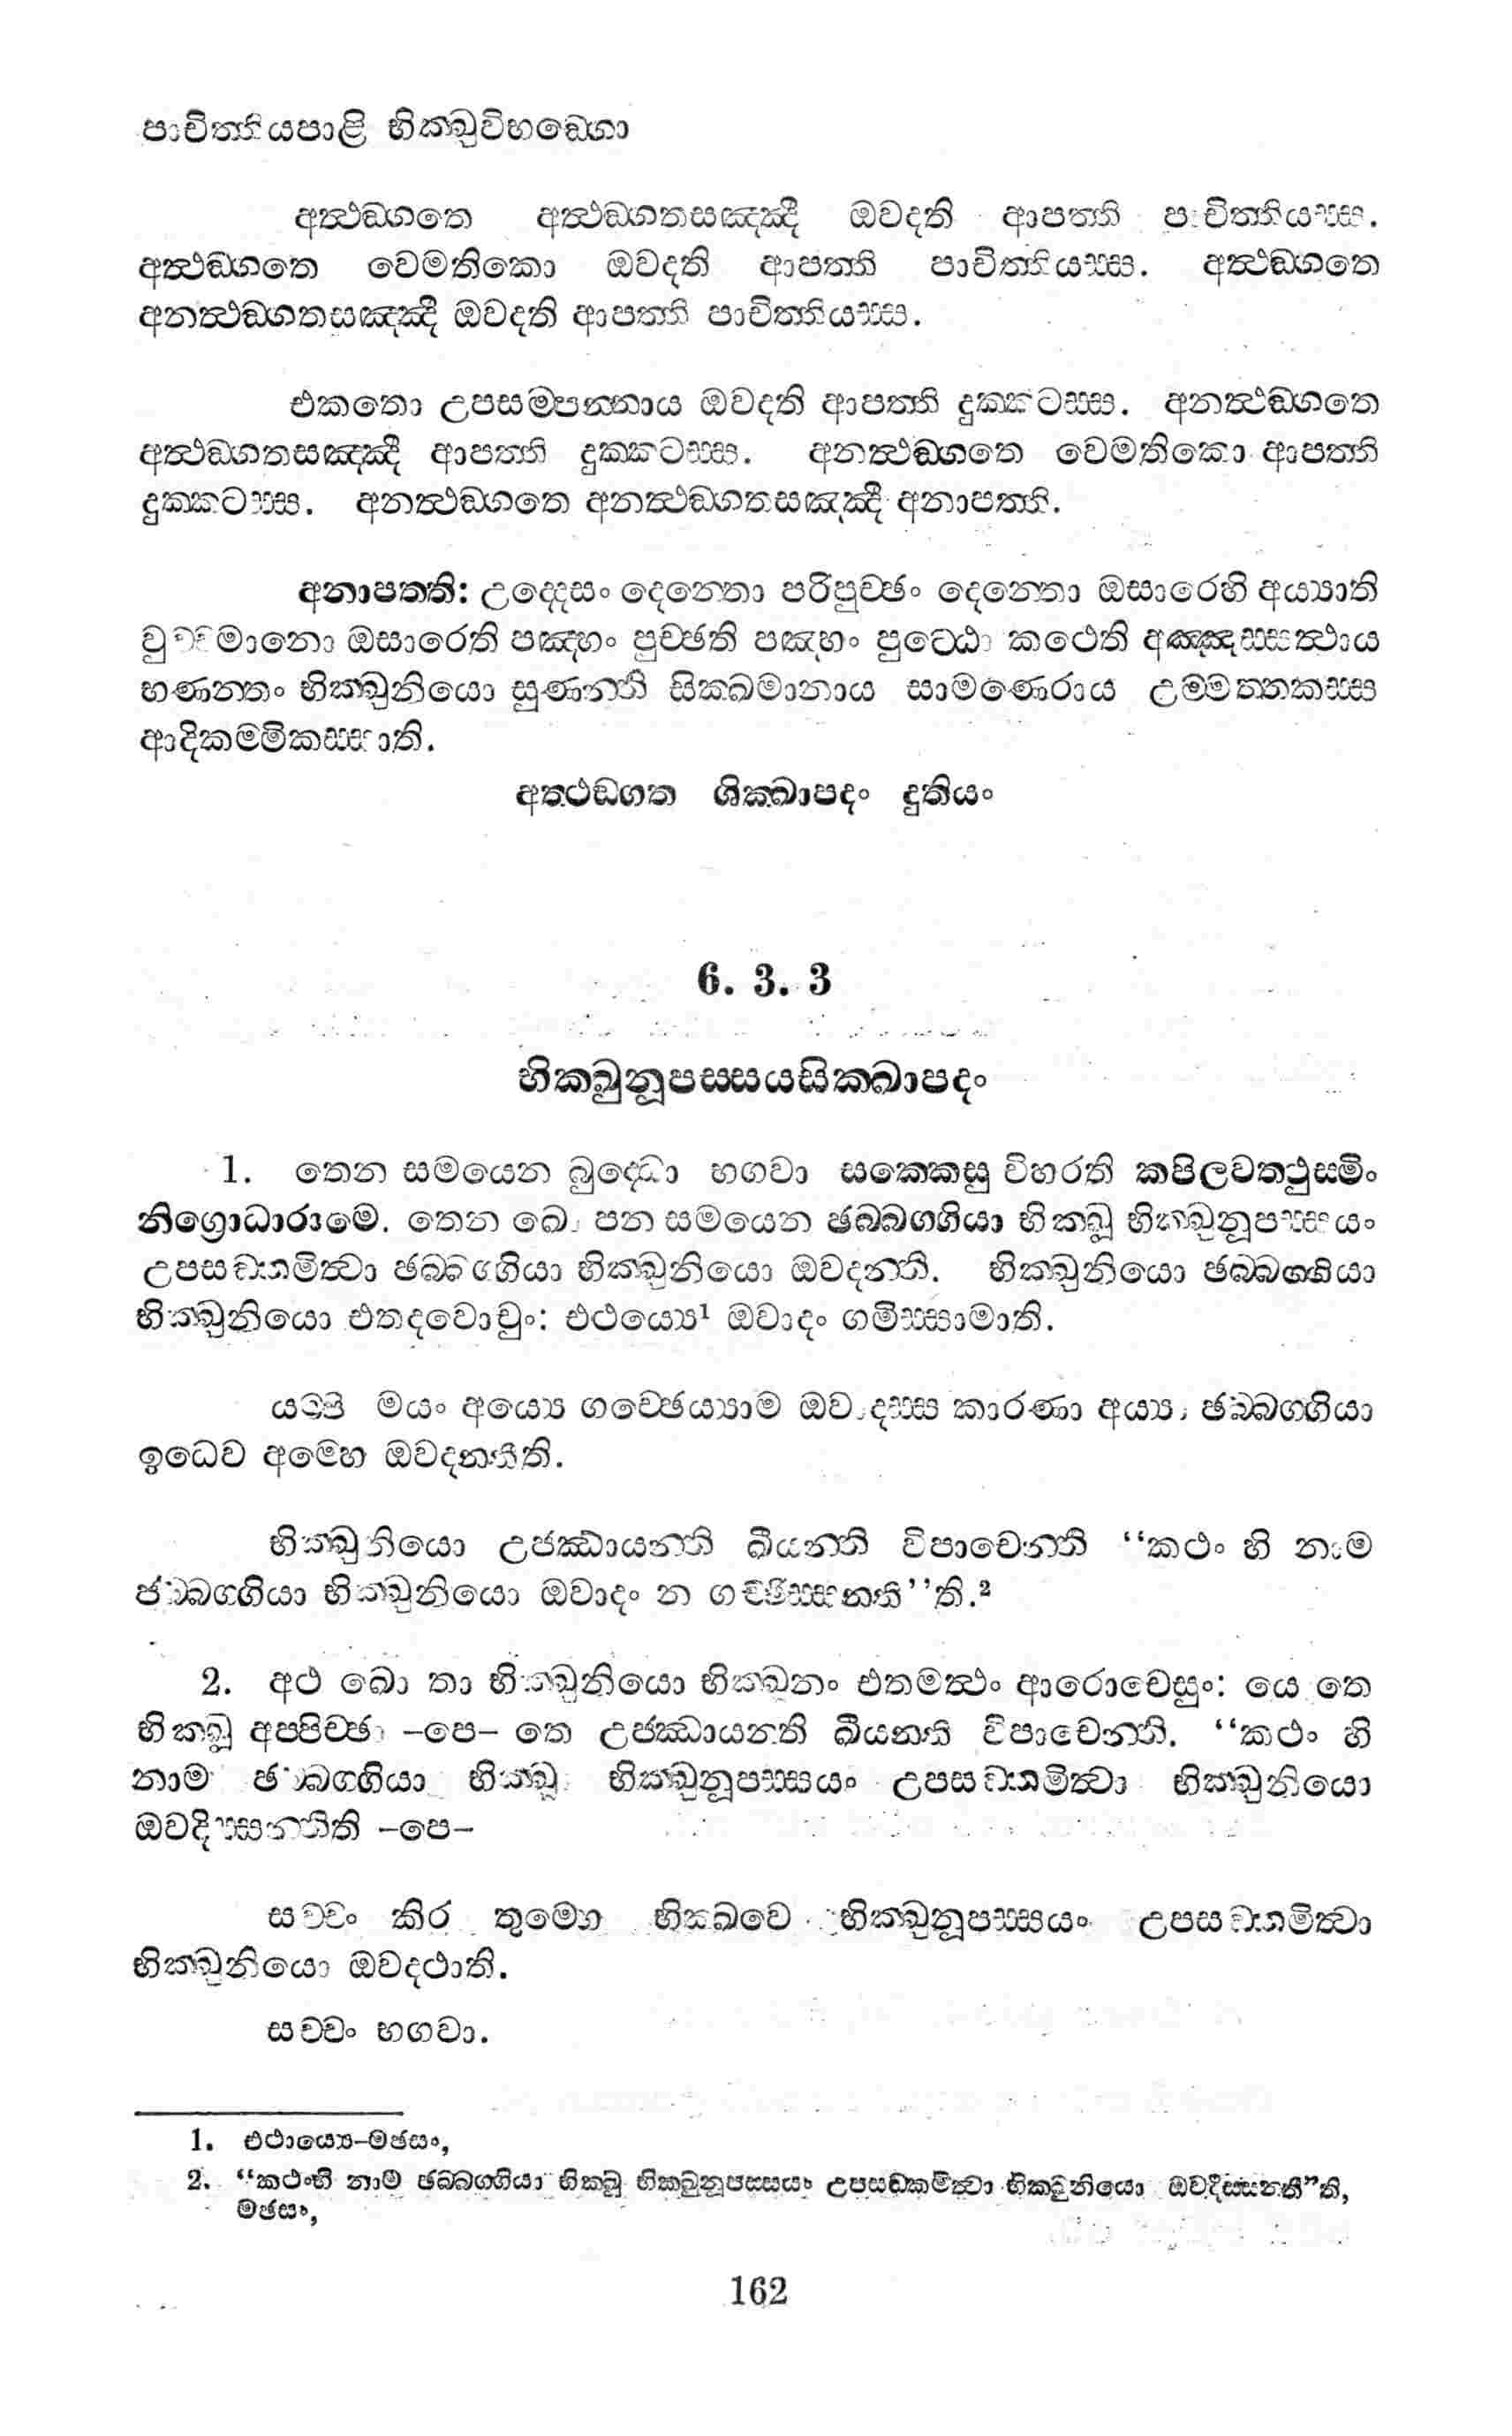 පාචිත්තියපාළි භික්ඛුවිභඞ්ගො
අත්ථඞ්ගතෙ අත්ථඞ්ගතසඤ්ඤී ඔවදති ආපත්ති පාචිත්තියස්ස.
අත්ථඞ්ගතෙ වෙමතිකො ඔවදති ආපත්ති පාචිත්තියස්ස. අත්ථඞ්ගතෙ
අනත්ථඞ්ගතසඤ්ඤී ඔවදති ආපත්ති පාචිත්තියස්ස.
එකතො උපසම්පන්නාය ඔවදති ආපත්ති දුක්කටස්ස. අනත්ථඞ්ගතෙ
අත්ථඞ්ගතසඤ්ඤී ආපත්ති දුක්කටස්ස. අනත්ථඞ්ගතෙ වෙමතිකො ආපත්ති
දුක්කටස්ස. අනත්ථඞ්ගතෙ අනත්ථඞ්ගතසඤ්ඤී අනාපත්ති.
අනාපත්ති: උද්දෙසං දෙන්තො පරිපුච්ඡං දෙන්තො ඔසාරෙහි අය්‍යාති
වුච්චමානො ඔසාරෙති පඤ්හං පුච්ඡති පඤ්හං පුට්ඨො කථෙති අඤ්ඤස්සත්ථාය
භණන්තං භික්ඛුනියො සුණන්ති සික්ඛමානාය සාමණෙරාය උම්මත්තකස්ස
ආදිකම්මිකස්සාති.
අත්ථඞ්ගත ශික්ඛාපදං දුතියං
6. 3. 3
භික්ඛුනූපස්සයසික්ඛාපදං
1. තෙන සමයෙන බුද්ධො භගවා සක්කෙසු විහරති කපිලවත්ථුස්මිං
නිග්‍රොධාරාමෙ. තෙන ඛො පන සමයෙන ඡබ්බග්ගියා භික්ඛූ භික්ඛුනූපස්සයං
උපසඞ්කමිත්වා ඡබ්බග්ගියා භික්ඛුනියො ඔවදන්ති. භික්ඛුනියො ඡබ්බග්ගියා
භික්ඛුනියො එතදවොචුං: එථය්‍යෙ¹ ඔවාදං ගමිස්සාමාති.
යම්පි මයං අය්‍යෙ ගච්ඡෙය්‍යාම ඔවාදස්ස කාරණා අය්‍යා ඡබ්බග්ගියා
ඉධෙව අම්හෙ ඔවදන්තීති.
භික්ඛුනියො උජ්ඣායන්ති ඛීයන්ති විපාචෙන්ති “කථං හි නාම
ඡබ්බග්ගියා භික්ඛුනියො ඔවාදං න ගච්ඡිස්සන්තී”ති.²
2. අථ ඛො තා භික්ඛුනියො භික්ඛූනං එතමත්ථං ආරොචෙසුං: යෙ තෙ
භික්ඛූ අප්පිච්ඡා –පෙ– තෙ උජ්ඣායන්ති ඛීයන්ති විපාචෙන්ති. “කථං හි
නාම ඡබ්බග්ගියා භික්ඛූ භික්ඛුනූපස්සයං උපසඞ්කමිත්වා භික්ඛුනියො
ඔවදිස්සන්තීති –පෙ–
සච්චං කිර තුම්හෙ භික්ඛවෙ භික්ඛුනූපස්සයං උපසඞ්කමිත්වා
භික්ඛුනියො ඔවදථාති.
සච්චං භගවා.
1. එථාය්‍යෙ–මඡසං,
2. “කථංහි නාම ඡබ්බග්ගියා භික්ඛූ භික්ඛුනූපස්සයං උපසඞ්කමිත්වා භික්ඛුනියො ඔවදිස්සන්තී”ති,
මඡසං,
162